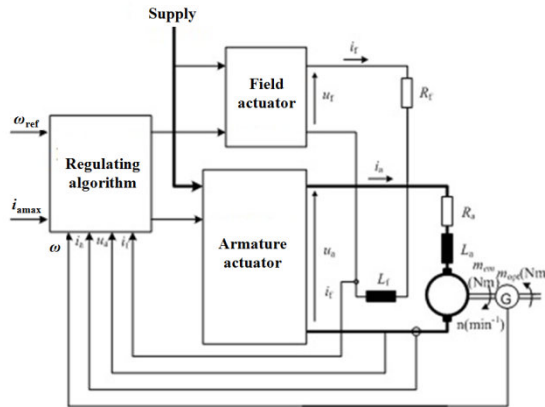 Supply
i_f
Field
actuator
u_f
R_f
ω_ref
Regulating
algorithm
i_amax
i_a
R_a
Armature
actuator
u_a
L_a
ω
i_a
u_a
i_f
i_f
L_f
m_em
(Nm)
m_opt(Nm)
G
n(min⁻¹)